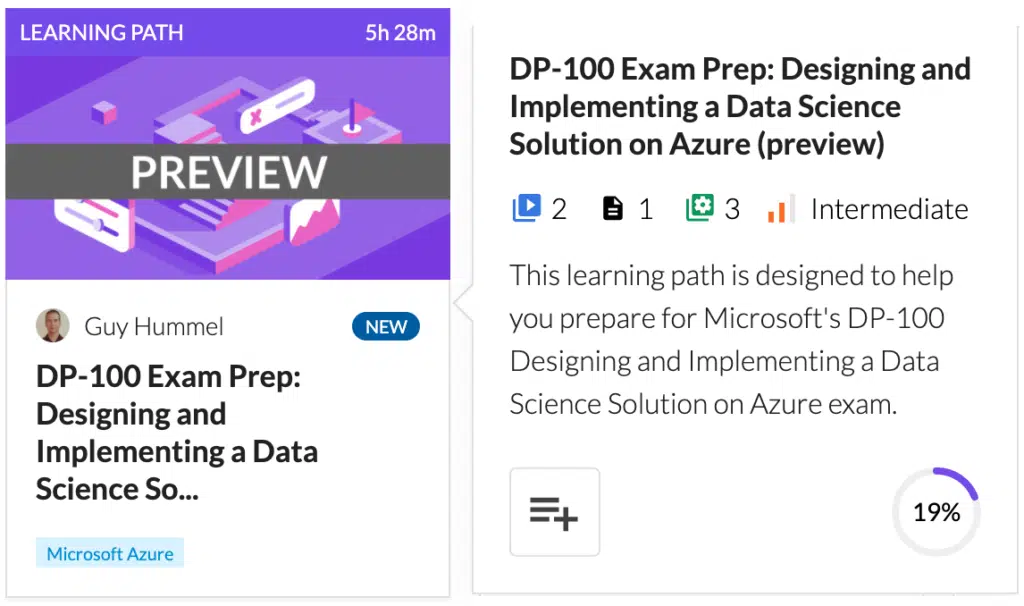 LEARNING PATH 5h 28m
PREVIEW
Guy Hummel NEW
DP-100 Exam Prep:
Designing and
Implementing a Data
Science So...
Microsoft Azure
DP-100 Exam Prep: Designing and
Implementing a Data Science
Solution on Azure (preview)
2 1 3 Intermediate
This learning path is designed to help
you prepare for Microsoft's DP-100
Designing and Implementing a Data
Science Solution on Azure exam.
19%